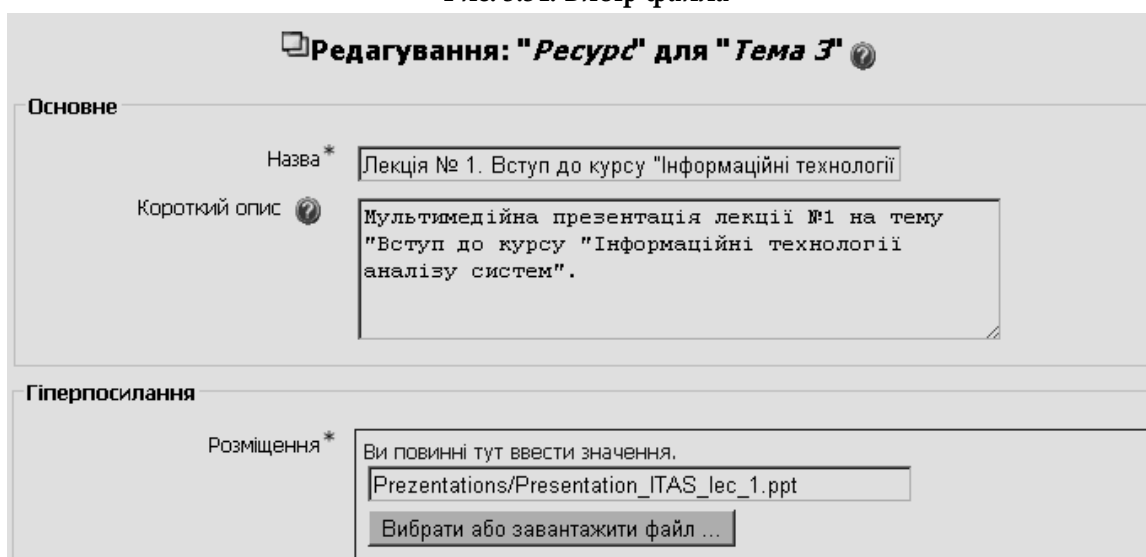 Редагування: "Ресурс" для "Тема 3"
Основне
Назва*
Лекція № 1. Вступ до курсу "Інформаційні технології
Короткий опис
Мультимедійна презентація лекції №1 на тему
"Вступ до курсу "Інформаційні технології
аналізу систем".
Гіперпосилання
Розміщення*
Ви повинні тут ввести значення.
Prezentations/Presentation_ITAS_lec_1.ppt
Вибрати або завантажити файл ...